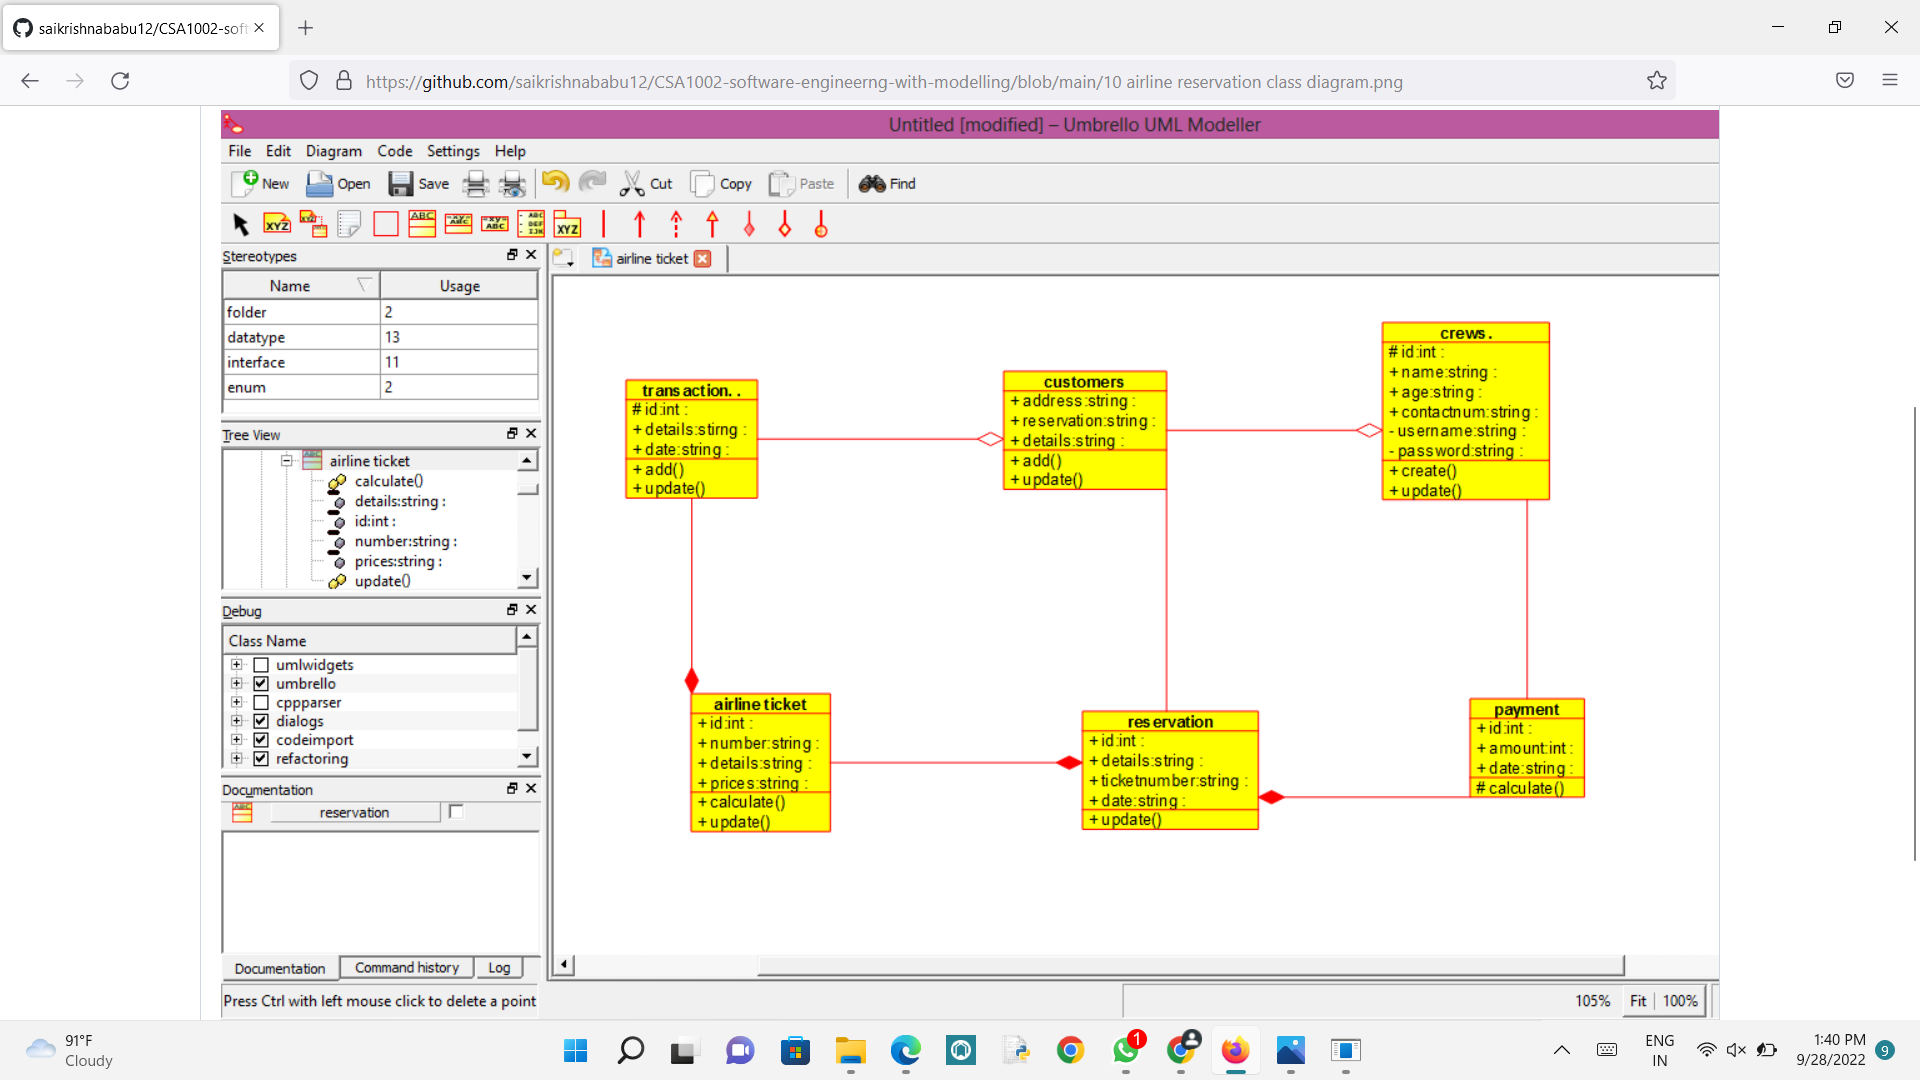 saikrishnababu12/CSA1002-soft
https://github.com/saikrishnababu12/CSA1002-software-engineerng-with-modelling/blob/main/10 airline reservation class diagram.png
Untitled [modified] – Umbrello UML Modeller
File Edit Diagram Code Settings Help
New Open Save Cut Copy Paste Find
XYZ ABC XYZ
Stereotypes
airline ticket
Name Usage
folder 2
datatype 13
interface 11
enum 2
Tree View
airline ticket
calculate()
details:string :
id:int :
number:string :
prices:string :
update()
Debug
Class Name
umlwidgets
umbrello
cppparser
dialogs
codeimport
refactoring
Documentation
reservation
Documentation Command history Log
Press Ctrl with left mouse click to delete a point
transaction. .
# id:int :
+ details:stirng :
+ date:string :
+ add()
+ update()
customers
+ address:string :
+ reservation:string :
+ details:string :
+ add()
+ update()
crews .
# id:int :
+ name:string :
+ age:string :
+ contactnum:string :
- username:string :
- password:string :
+ create()
+ update()
airline ticket
+ id:int :
+ number:string :
+ details:string :
+ prices:string :
+ calculate()
+ update()
reservation
+ id:int :
+ details:string :
+ ticketnumber:string :
+ date:string :
+ update()
payment
+ id:int :
+ amount:int :
+ date:string :
# calculate()
105% Fit 100%
91°F
Cloudy
1
ENG
IN
1:40 PM
9/28/2022
9